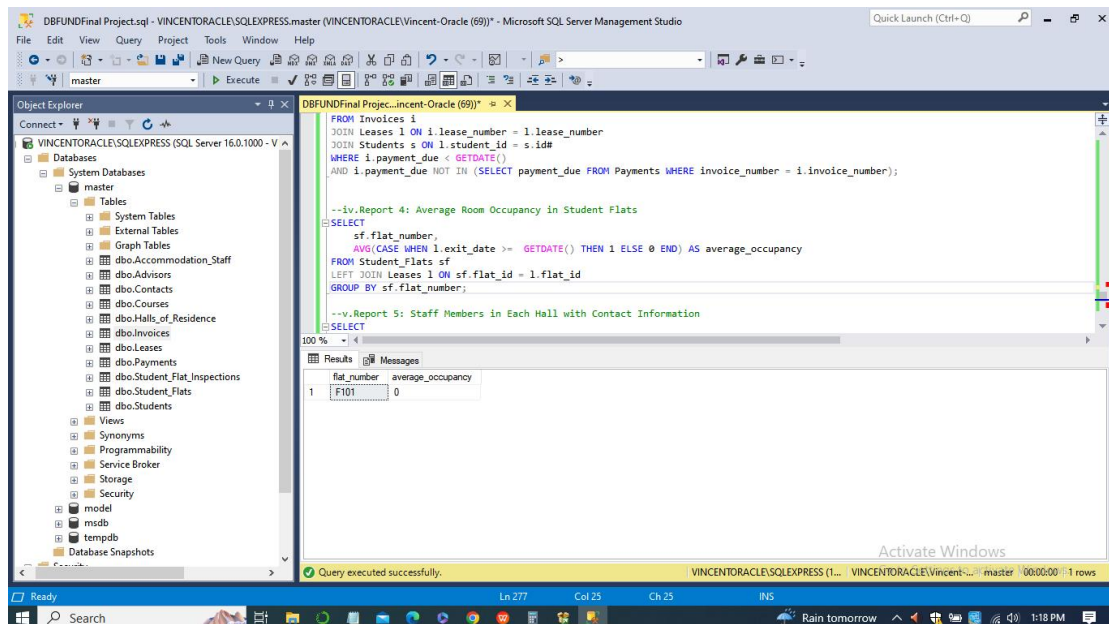 DBFUNDFinal Project.sql - VINCENTORACLE\SQLEXPRESS.master (VINCENTORACLE\Vincent-Oracle (69))* - Microsoft SQL Server Management Studio
Quick Launch (Ctrl+Q)
File Edit View Query Project Tools Window Help
New Query
master Execute
Object Explorer
Connect
VINCENTORACLE\SQLEXPRESS (SQL Server 16.0.1000 - V
Databases
System Databases
master
Tables
System Tables
External Tables
Graph Tables
dbo.Accommodation_Staff
dbo.Advisors
dbo.Contacts
dbo.Courses
dbo.Halls_of_Residence
dbo.Invoices
dbo.Leases
dbo.Payments
dbo.Student_Flat_Inspections
dbo.Student_Flats
dbo.Students
Views
Synonyms
Programmability
Service Broker
Storage
Security
model
msdb
tempdb
Database Snapshots
DBFUNDFinal Projec...incent-Oracle (69))*
FROM Invoices i
JOIN Leases l ON i.lease_number = l.lease_number
JOIN Students s ON l.student_id = s.id#
WHERE i.payment_due < GETDATE()
AND i.payment_due NOT IN (SELECT payment_due FROM Payments WHERE invoice_number = i.invoice_number);
--iv.Report 4: Average Room Occupancy in Student Flats
SELECT
sf.flat_number,
AVG(CASE WHEN l.exit_date >= GETDATE() THEN 1 ELSE 0 END) AS average_occupancy
FROM Student_Flats sf
LEFT JOIN Leases l ON sf.flat_id = l.flat_id
GROUP BY sf.flat_number;
--v.Report 5: Staff Members in Each Hall with Contact Information
SELECT
100 %
Results Messages
flat_number average_occupancy
1 F101 0
Activate Windows
Query executed successfully. VINCENTORACLE\SQLEXPRESS (1... VINCENTORACLE\Vincent-... master 00:00:00 1 rows
Ready Ln 277 Col 25 Ch 25 INS
Search Rain tomorrow 1:18 PM